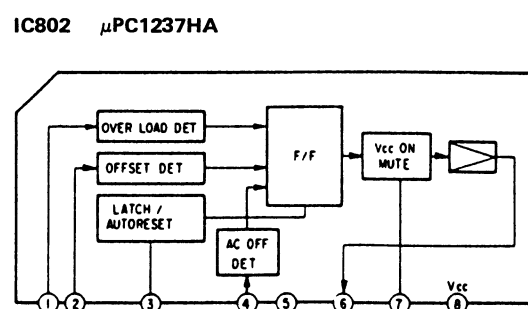 IC802 μPC1237HA
OVER LOAD DET
OFFSET DET
LATCH /
AUTORESET
F/F
AC OFF
DET
Vcc ON
MUTE
Vcc
1 2 3 4 5 6 7 8